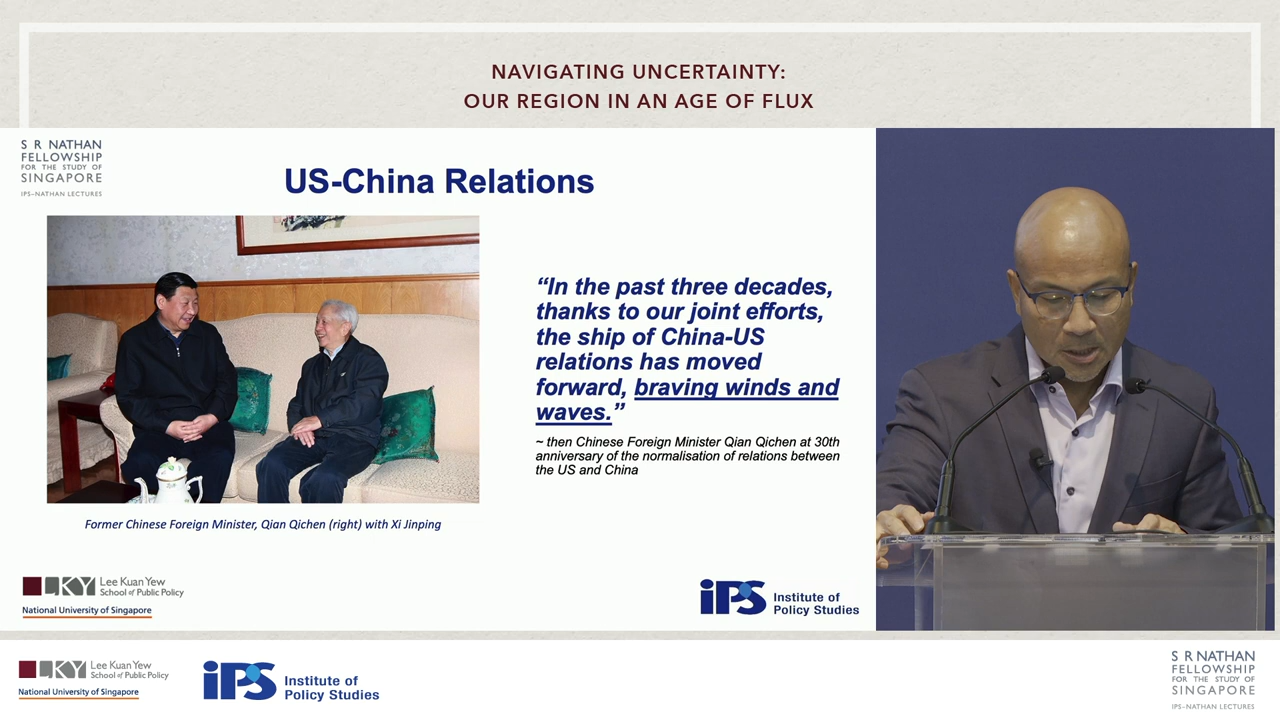 NAVIGATING UNCERTAINTY:
OUR REGION IN AN AGE OF FLUX
S R NATHAN
FELLOWSHIP
FOR THE STUDY OF
SINGAPORE
IPS–NATHAN LECTURES
US-China Relations
“In the past three decades,
thanks to our joint efforts,
the ship of China-US
relations has moved
forward, braving winds and
waves.”
~ then Chinese Foreign Minister Qian Qichen at 30th
anniversary of the normalisation of relations between
the US and China
Former Chinese Foreign Minister, Qian Qichen (right) with Xi Jinping
LKY Lee Kuan Yew
School of Public Policy
National University of Singapore
iPS Institute of
Policy Studies
LKY Lee Kuan Yew
School of Public Policy
National University of Singapore
iPS Institute of
Policy Studies
S R NATHAN
FELLOWSHIP
FOR THE STUDY OF
SINGAPORE
IPS–NATHAN LECTURES